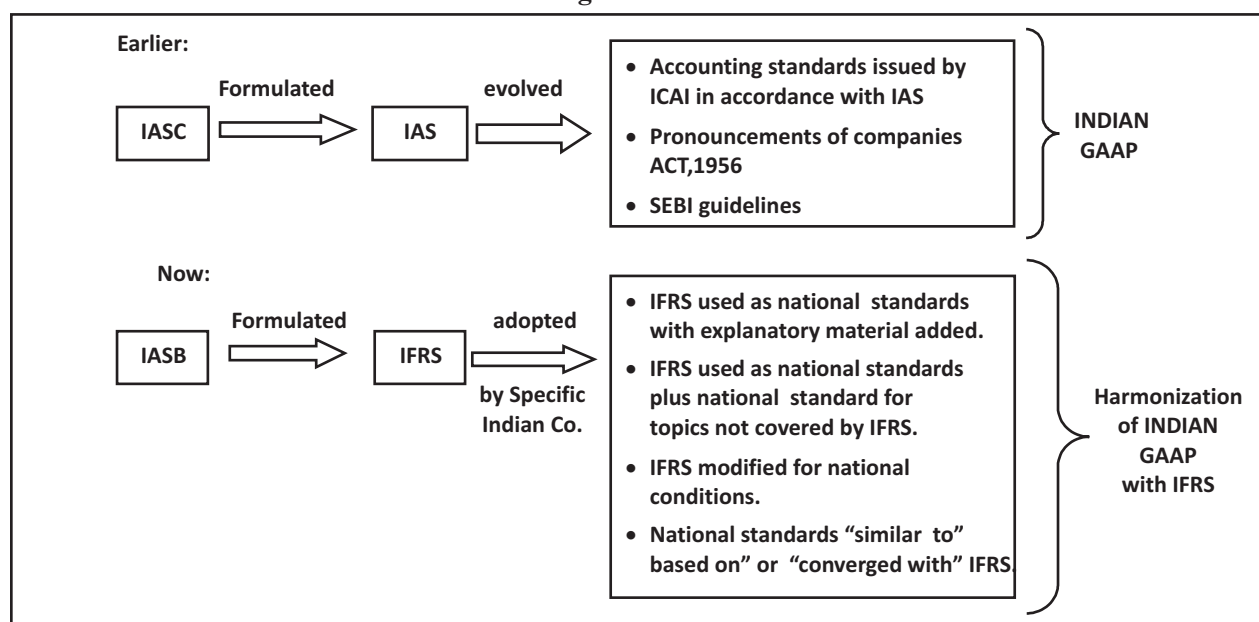 Earlier:
Formulated
evolved
IASC
IAS
• Accounting standards issued by
ICAI in accordance with IAS
• Pronouncements of companies
ACT,1956
• SEBI guidelines
INDIAN
GAAP
Now:
Formulated
adopted
IASB
IFRS
by Specific
Indian Co.
• IFRS used as national standards
with explanatory material added.
• IFRS used as national standards
plus national standard for
topics not covered by IFRS.
• IFRS modified for national
conditions.
• National standards “similar to”
based on” or “converged with” IFRS.
Harmonization
of INDIAN
GAAP
with IFRS